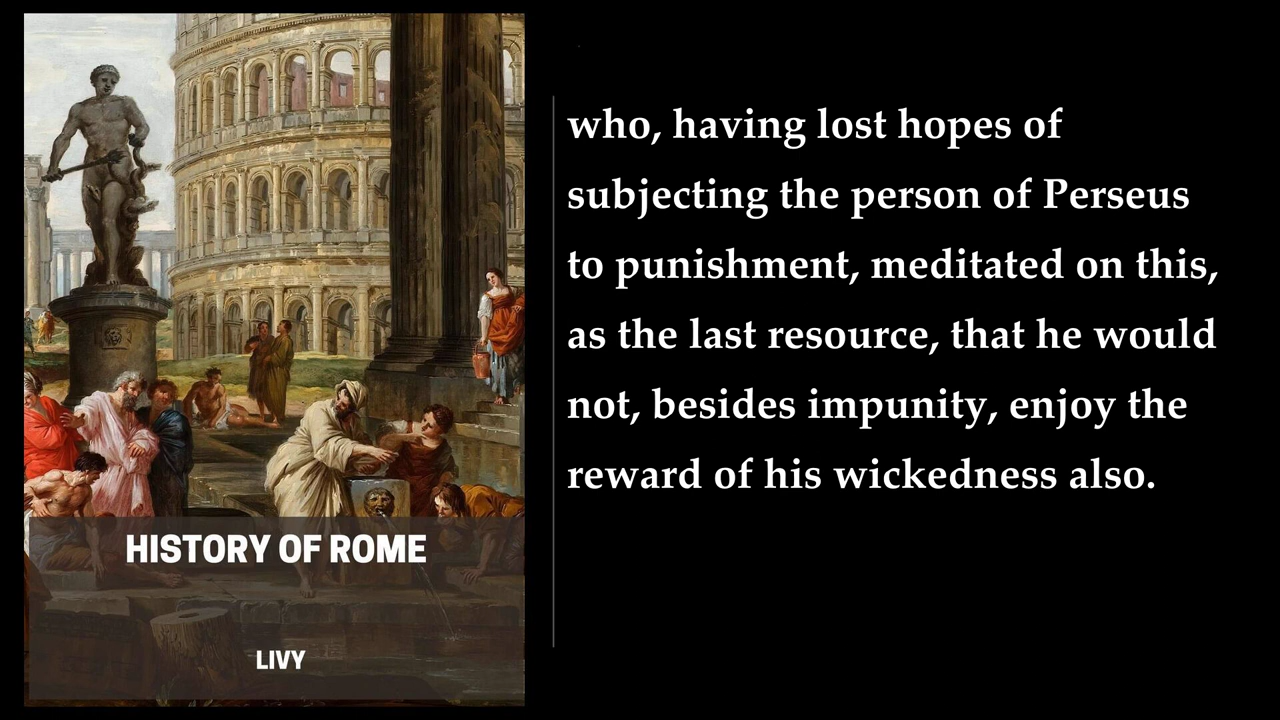 HISTORY OF ROME
LIVY
who, having lost hopes of
subjecting the person of Perseus
to punishment, meditated on this,
as the last resource, that he would
not, besides impunity, enjoy the
reward of his wickedness also.